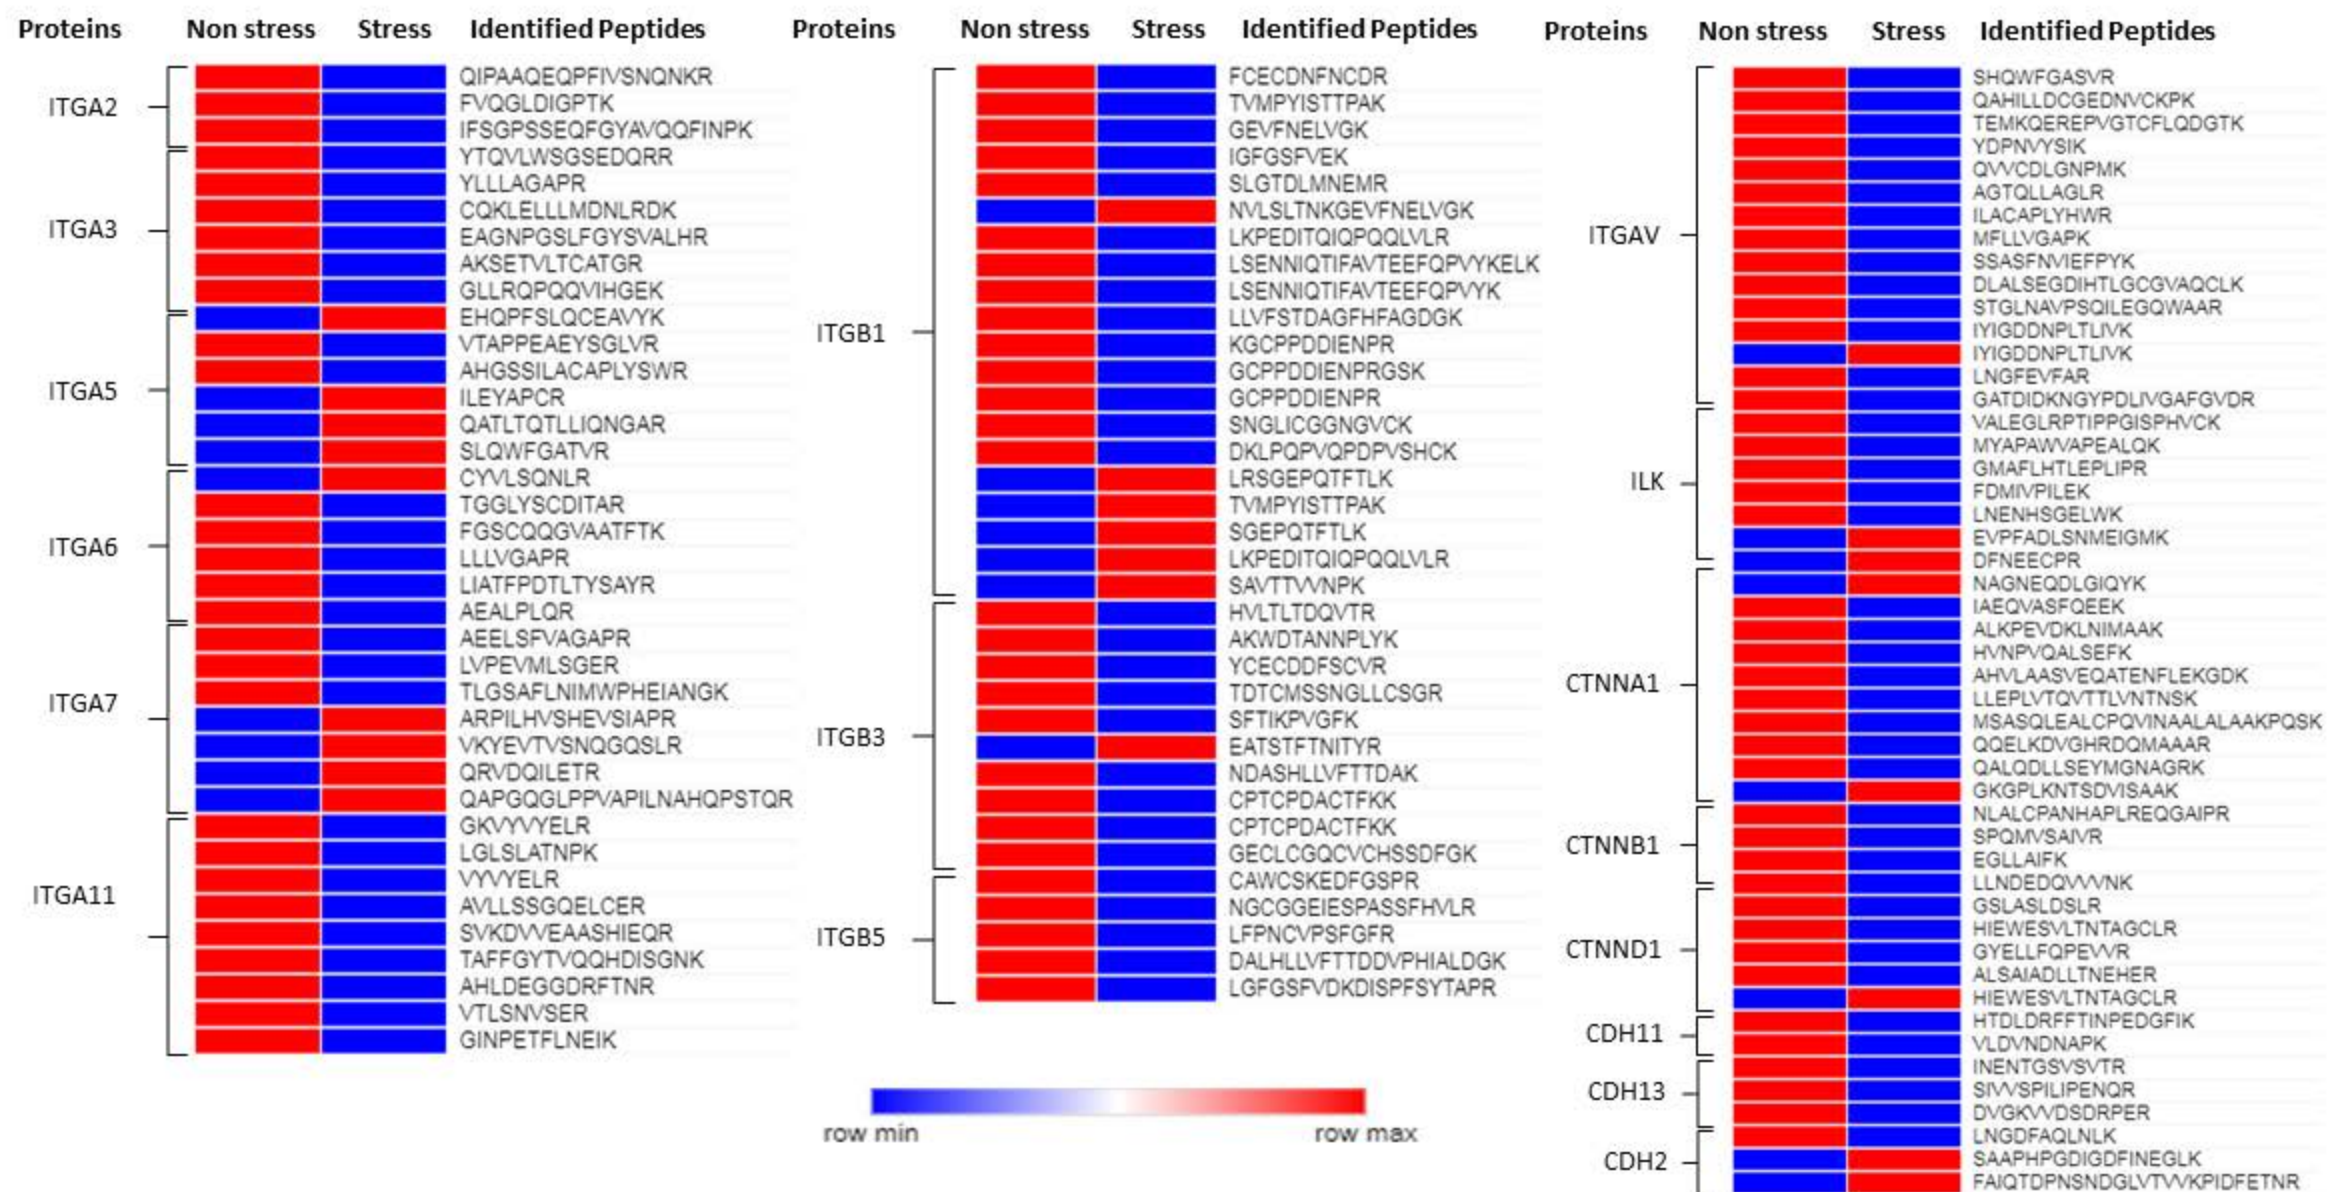 Proteins Non stress Stress Identified Peptides
ITGA2
QIPAAQEQPFIVSNQNKR
FVQGLDIGPTK
IFSGPSSEQFGYAVQQFINPK
ITGA3
YTQVLWSGSEDQRR
YLLLAGAPR
CQKLELLLMDNLRDK
EAGNPGSLFGYSVALHR
AKSETVLTCATGR
GLLRQPQQVIHGEK
ITGA5
EHQPFSLQCEAVYK
VTAPPEAEYSGLVR
AHGSSILACAPLYSWR
ILEYAPCR
QATLTQTLLIQNGAR
SLQWFGATVR
ITGA6
CYVLSQNLR
TGGLYSCDITAR
FGSCQQGVAATFTK
LLLVGAPR
LIATFPDTLTYSAYR
AEALPLQR
ITGA7
AEELSFVAGAPR
LVPEVMLSGER
TLGSAFLNIMWPHEIANGK
ARPILHVSHEVSIAPR
VKYEVTVSNQGQSLR
QRVDQILETR
QAPGQGLPPVAPILNAHQPSTQR
ITGA11
GKVYVYELR
LGLSLATNPK
VYVYELR
AVLLSSGQELCER
SVKDVVEAASHIEQR
TAFFGYTVQQHDISGNK
AHLDEGGDRFTNR
VTLSNVSER
GINPETFLNEIK
Proteins Non stress Stress Identified Peptides
ITGB1
FCECDNFNCDR
TVMPYISTTPAK
GEVFNELVGK
IGFGSFVEK
SLGTDLMNEMR
NVLSLTNKGEVFNELVGK
LKPEDITQIQPQQLVLR
LSENNIQTIFAVTEEFQPVYKELK
LSENNIQTIFAVTEEFQPVYK
LLVFSTDAGFHFAGDGK
KGCPPDDIENPR
GCPPDDIENPRGSK
GCPPDDIENPR
SNGLICGGNGVCK
DKLPQPVQPDPVSHCK
LRSGEPQTFTLK
TVMPYISTTPAK
SGEPQTFTLK
LKPEDITQIQPQQLVLR
SAVTTVVNPK
ITGB3
HVLTLTDQVTR
AKWDTANNPLYK
YCECDDFSCVR
TDTCMSSNGLLCSGR
SFTIKPVGFK
EATSTFTNITYR
NDASHLLVFTTDAK
CPTCPDACTFKK
CPTCPDACTFKK
GECLCGQCVCHSSDFGK
ITGB5
CAWCSKEDFGSPR
NGCGGEIESPASSFHVLR
LFPNCVPSFGFR
DALHLLVFTTDDVPHIALDGK
LGFGSFVDKDISPFSYTAPR
row min row max
Proteins Non stress Stress Identified Peptides
ITGAV
SHQWFGASVR
QAHILLDCGEDNVCKPK
TEMKQEREPVGTCFLQDGTK
YDPNVYSIK
QVVCDLGNPMK
AGTQLLAGLR
ILACAPLYHWR
MFLLVGAPK
SSASFNVIEFPYK
DLALSEGDIHTLGCGVAQCLK
STGLNAVPSQILEGQWAAR
IYIGDDNPLTLIVK
IYIGDDNPLTLIVK
LNGFEVFAR
GATDIDKNGYPDLIVGAFGVDR
ILK
VALEGLRPTIPPGISPHVCK
MYAPAWVAPEALQK
GMAFLHTLEPLIPR
FDMIVPILEK
LNENHSGELWK
EVPFADLSNMEIGMK
DFNEECPR
CTNNA1
NAGNEQDLGIQYK
IAEQVASFQEEK
ALKPEVDKLNIMAAK
HVNPVQALSEFK
AHVLAASVEQATENFLEKGDK
LLEPLVTQVTTLVNTNSK
MSASQLEALCPQVINAALALAAKPQSK
QQELKDVGHRDQMAAAR
QALQDLLSEYMGNAGRK
GKGPLKNTSDVISAAK
CTNNB1
NLALCPANHAPLREQGAIPR
SPQMVSAIVR
EGLLAIFK
LLNDEDQVVVNK
CTNND1
GSLASLDSLR
HIEWESVLTNTAGCLR
GYELLFQPEVVR
ALSAIADLLTNEHER
HIEWESVLTNTAGCLR
CDH11
HTDLDRFFTINPEDGFIK
VLDVNDNAPK
CDH13
INENTGSVSVTR
SIVVSPILIPENQR
DVGKVVDSDRPER
CDH2
LNGDFAQLNLK
SAAPHPGDIGDFINEGLK
FAIQTDPNSNDGLVTVVKPIDFETNR